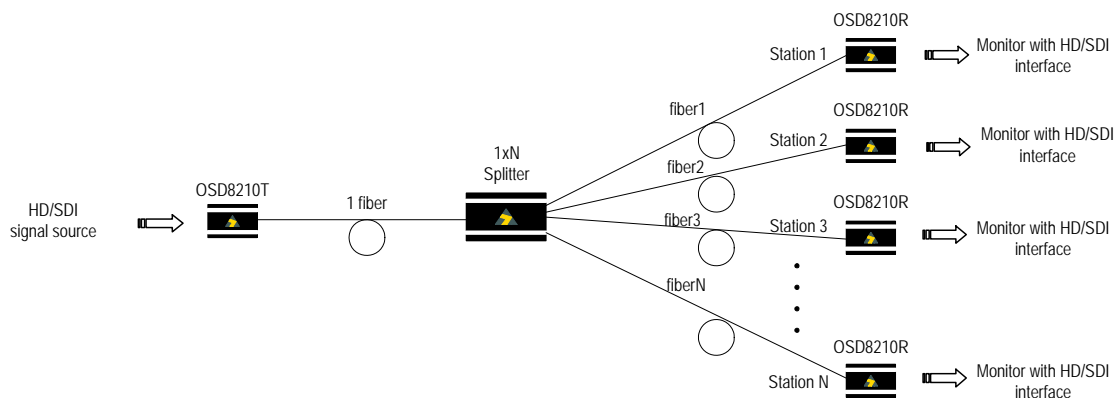 OSD8210R
Station 1
Monitor with HD/SDI
interface
fiber1
OSD8210R
Station 2
Monitor with HD/SDI
interface
1xN
Splitter
fiber2
OSD8210T
1 fiber
HD/SDI
signal source
OSD8210R
fiber3
Station 3
Monitor with HD/SDI
interface
fiberN
OSD8210R
Station N
Monitor with HD/SDI
interface